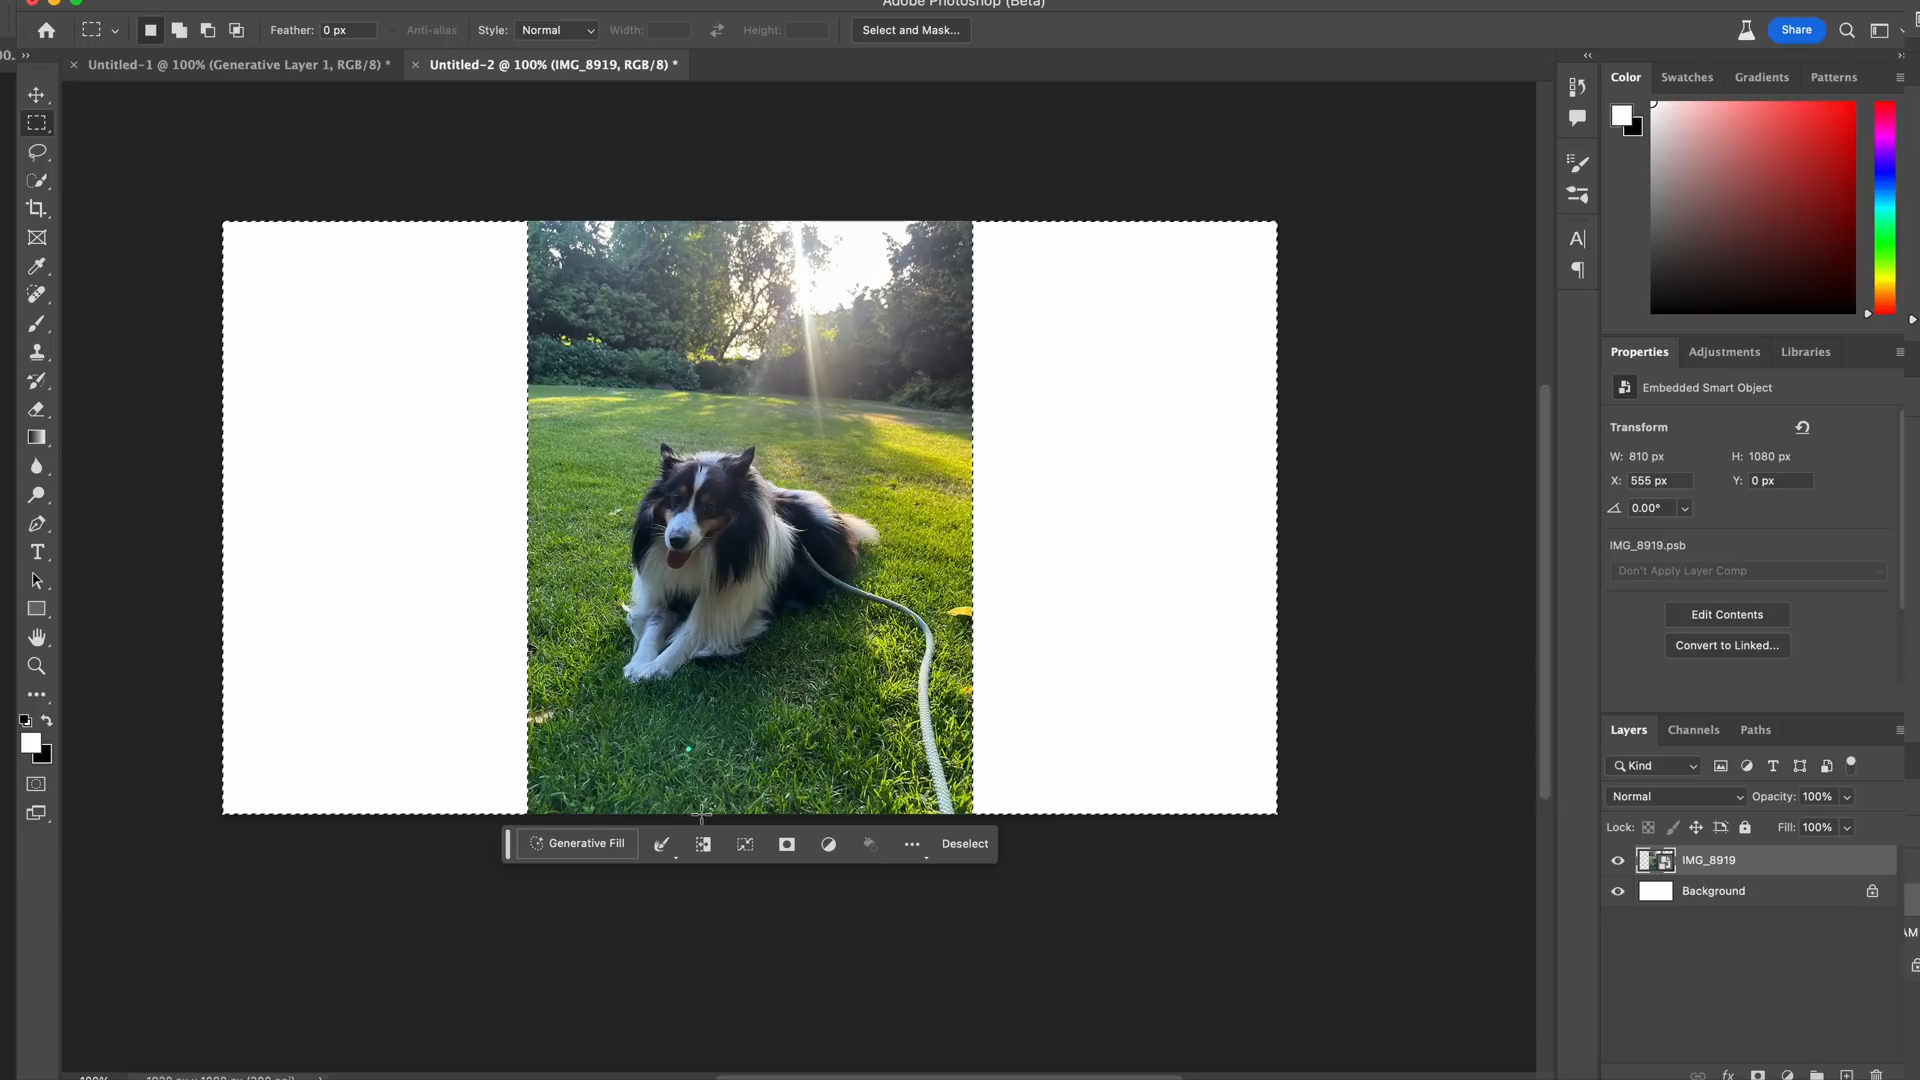 Adobe Photoshop (Beta)
Feather: 0 px Anti-alias Style: Normal Width: Height: Select and Mask... Share
Untitled-1 @ 100% (Generative Layer 1, RGB/8) * Untitled-2 @ 100% (IMG_8919, RGB/8) *
Color Swatches Gradients Patterns
Properties Adjustments Libraries
Embedded Smart Object
Transform
W: 810 px H: 1080 px
X: 555 px Y: 0 px
0.00°
IMG_8919.psb
Don't Apply Layer Comp
Edit Contents
Convert to Linked...
Layers Channels Paths
Kind
Normal Opacity: 100%
Lock: Fill: 100%
IMG_8919
Background
Generative Fill Deselect
AM
fx